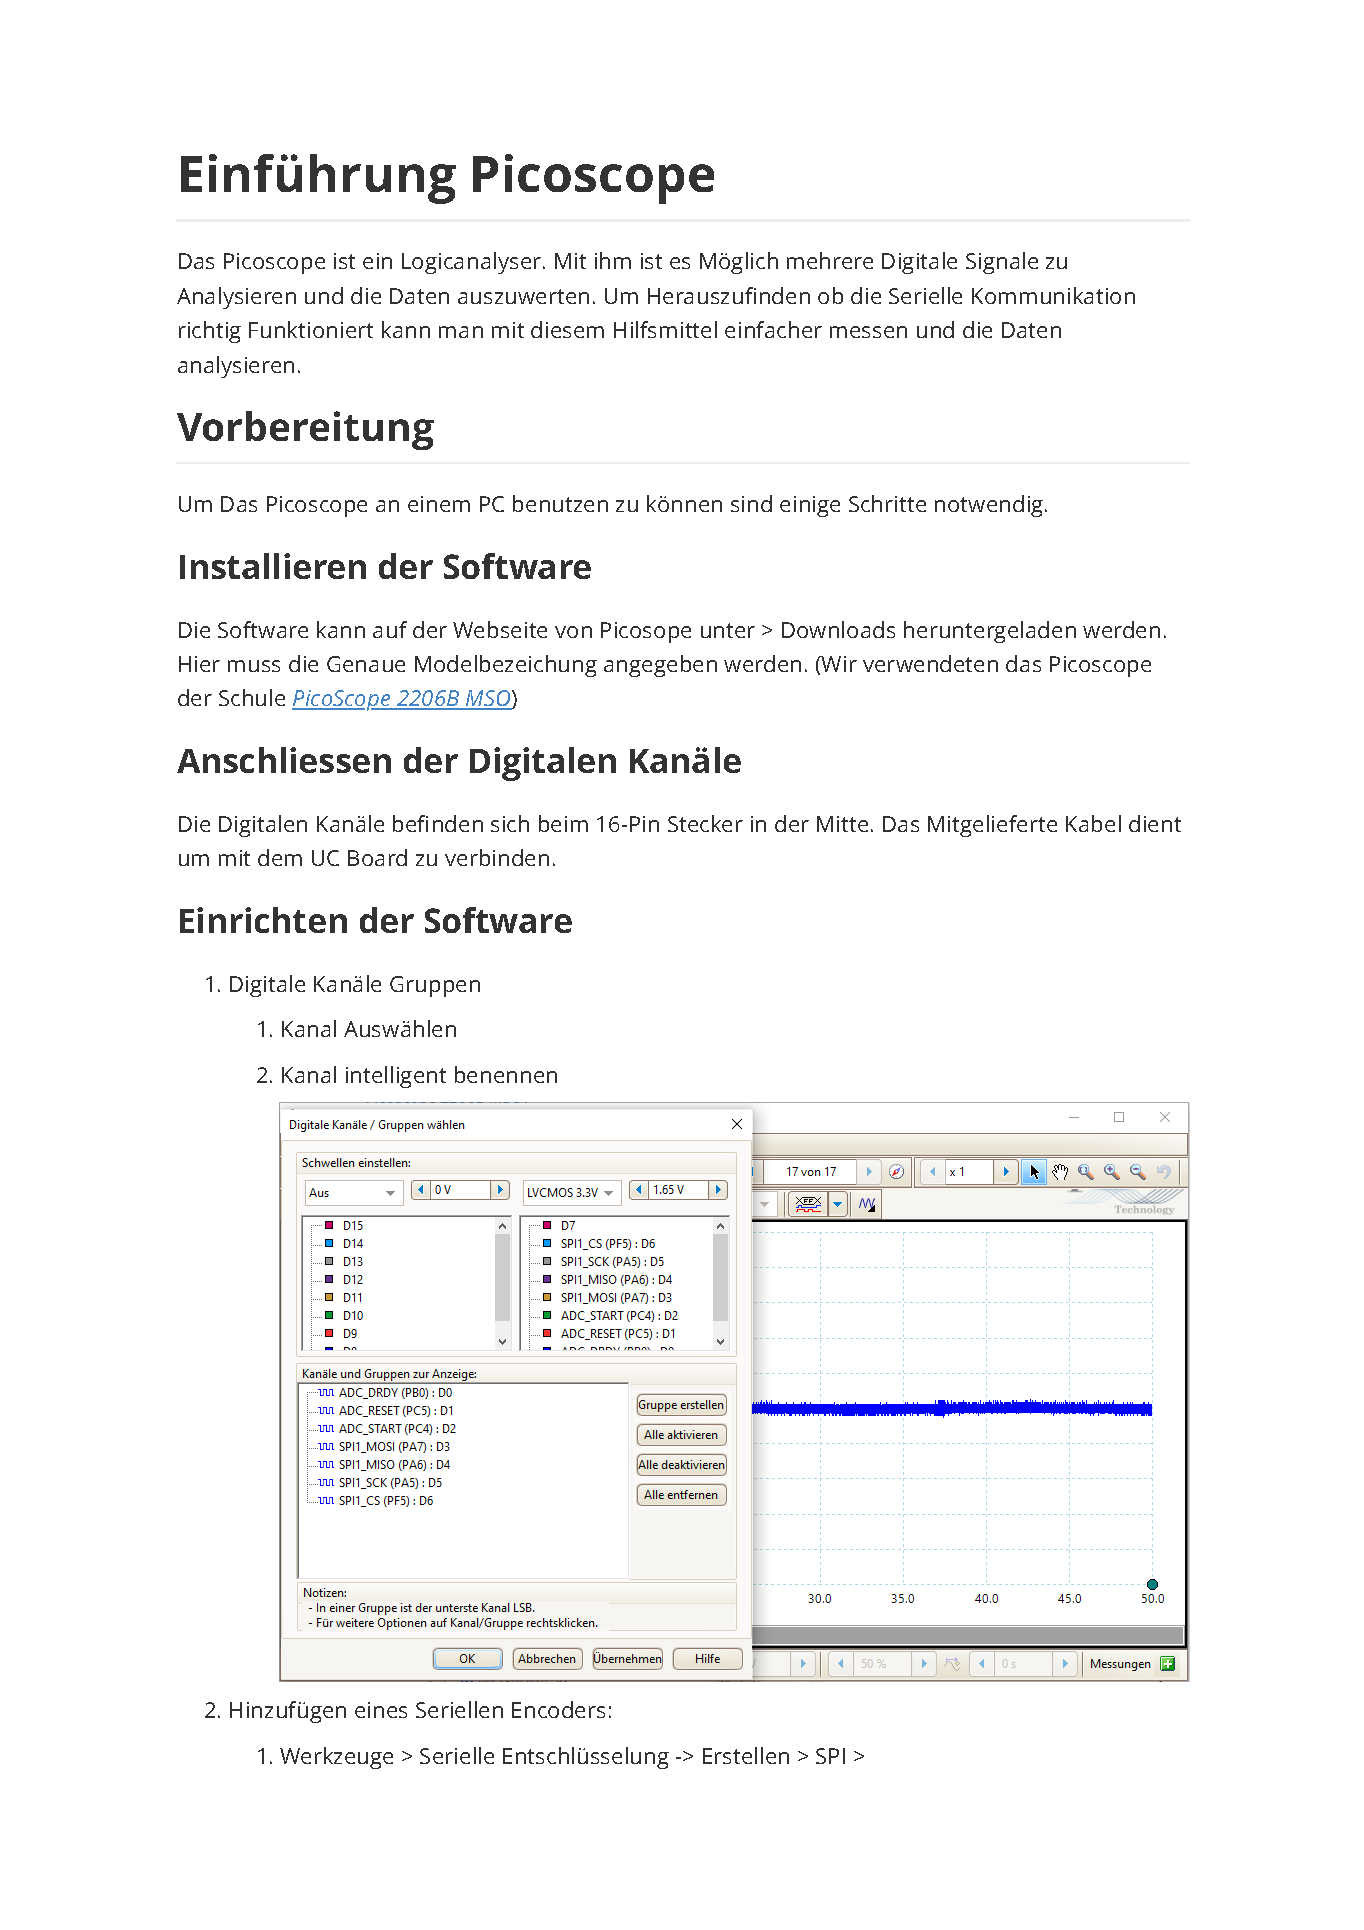 Einführung Picoscope
Das Picoscope ist ein Logicanalyser. Mit ihm ist es Möglich mehrere Digitale Signale zu
Analysieren und die Daten auszuwerten. Um Herauszufinden ob die Serielle Kommunikation
richtig Funktioniert kann man mit diesem Hilfsmittel einfacher messen und die Daten
analysieren.
Vorbereitung
Um Das Picoscope an einem PC benutzen zu können sind einige Schritte notwendig.
Installieren der Software
Die Software kann auf der Webseite von Picosope unter > Downloads heruntergeladen werden.
Hier muss die Genaue Modelbezeichung angegeben werden. (Wir verwendeten das Picoscope
der Schule PicoScope 2206B MSO)
Anschliessen der Digitalen Kanäle
Die Digitalen Kanäle befinden sich beim 16-Pin Stecker in der Mitte. Das Mitgelieferte Kabel dient
um mit dem UC Board zu verbinden.
Einrichten der Software
1. Digitale Kanäle Gruppen
1. Kanal Auswählen
2. Kanal intelligent benennen
Digitale Kanäle / Gruppen wählen
Schwellen einstellen:
Aus 0 V LVCMOS 3.3V 1.65 V
D15
D14
D13
D12
D11
D10
D9
D7
SPI1_CS (PF5) : D6
SPI1_SCK (PA5) : D5
SPI1_MISO (PA6) : D4
SPI1_MOSI (PA7) : D3
ADC_START (PC4) : D2
ADC_RESET (PC5) : D1
Kanäle und Gruppen zur Anzeige:
ADC_DRDY (PB0) : D0
ADC_RESET (PC5) : D1
ADC_START (PC4) : D2
SPI1_MOSI (PA7) : D3
SPI1_MISO (PA6) : D4
SPI1_SCK (PA5) : D5
SPI1_CS (PF5) : D6
Gruppe erstellen
Alle aktivieren
Alle deaktivieren
Alle entfernen
Notizen:
- In einer Gruppe ist der unterste Kanal LSB.
- Für weitere Optionen auf Kanal/Gruppe rechtsklicken.
OK Abbrechen Übernehmen Hilfe
17 von 17 x 1
Technology
30.0 35.0 40.0 45.0 50.0
50 % 0 s Messungen
2. Hinzufügen eines Seriellen Encoders:
1. Werkzeuge > Serielle Entschlüsselung -> Erstellen > SPI >